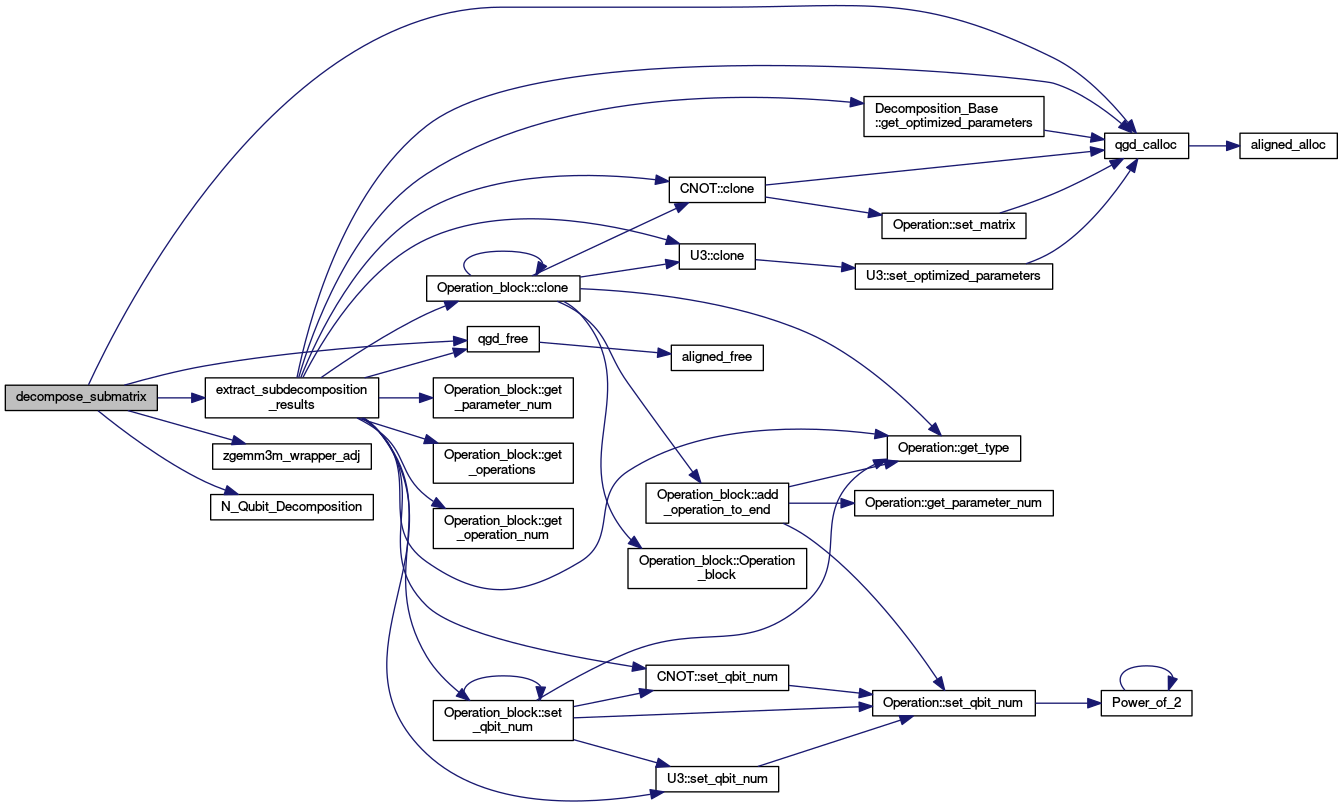 decompose_submatrix
extract_subdecomposition
_results
zgemm3m_wrapper_adj
N_Qubit_Decomposition
Operation_block::clone
qgd_free
Operation_block::get
_parameter_num
Operation_block::get
_operations
Operation_block::get
_operation_num
Operation_block::set
_qbit_num
CNOT::clone
U3::clone
aligned_free
Operation_block::add
_operation_to_end
Operation_block::Operation
_block
CNOT::set_qbit_num
U3::set_qbit_num
Decomposition_Base
::get_optimized_parameters
Operation::set_matrix
U3::set_optimized_parameters
Operation::get_type
Operation::get_parameter_num
Operation::set_qbit_num
qgd_calloc
Power_of_2
aligned_alloc